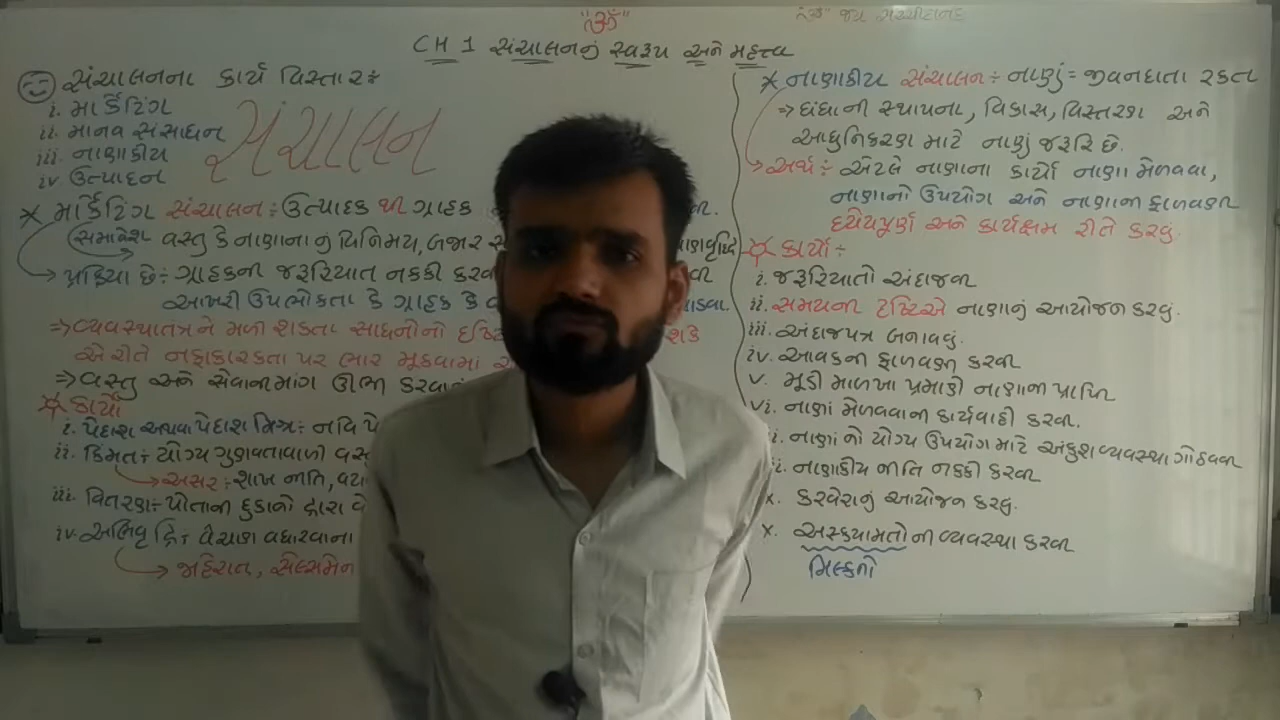 "ૐ"
"ૐ" જય સચ્ચીદાનંદ
CH 1 સંચાલનનું સ્વરૂપ અને મહત્ત્વ
સંચાલનના કાર્ય વિસ્તાર:
i. માર્કેટિંગ
ii. માનવ સંસાધન
iii. નાણાકીય
iv. ઉત્પાદન
સંચાલન
* માર્કેટિંગ સંચાલન: ઉત્પાદક થી ગ્રાહક
સમાવેશ વસ્તુ કે નાણાના નું વિનિમય, બજાર
→ પ્રક્રિયા છે: ગ્રાહકની જરૂરિયાત નક્કી કરવી
આખરી ઉપભોક્તા કે ગ્રાહક કે
⇒ વ્યવસ્થાતંત્રને મળી શકતા સાધનોનો
એ રીતે નફાકારકતા પર ભાર મૂકવામાં
⇒ વસ્તુ અને સેવાની માંગ ઊભી કરવાનું
☆ કાર્યો
i. પેદાશ અથવા પેદાશ મિશ્ર: નવિ
ii. કિંમત: યોગ્ય ગુણવતાવાળી
→ અસર: શાખ નીતિ,
iii. વિતરણ: પોતાની દુકાનો દ્વારા
iv. અભિવૃદ્ધિ: વેચાણ વધારવાના
→ જાહેરાત, સેલ્સમેન
* નાણાકીય સંચાલન: નાણું = જીવનદાતા રક્ત
⇒ ધંધાની સ્થાપના, વિકાસ, વિસ્તરણ અને
આધુનિકરણ માટે નાણું જરૂરિ છે.
→ અર્થ: એટલે નાણાના કાર્યો નાણા મેળવવા,
નાણાનો ઉપયોગ અને નાણાની ફાળવણી
ધ્યેયપૂર્ણ અને કાર્યક્ષમ રીતે કરવું.
☆ કાર્યો:
i. જરૂરિયાતો અંદાજવી
ii. સમયની દ્રષ્ટિએ નાણાનું આયોજન કરવું.
iii. અંદાજપત્ર બનાવવું.
iv. આવકની ફાળવણી કરવી
v. મૂડી માળખા પ્રમાણે નાણાની પ્રાપ્તિ
vi. નાણાં મેળવવાની કાર્યવાહી કરવી.
i. નાણાં નો યોગ્ય ઉપયોગ માટે અંકુશ વ્યવસ્થા ગોઠવવી
i. નાણાકીય નીતિ નક્કી કરવી
x. કરવેરાનું આયોજન કરવુ.
x. અસ્ક્યામતોની વ્યવસ્થા કરવી
મિલ્કતો